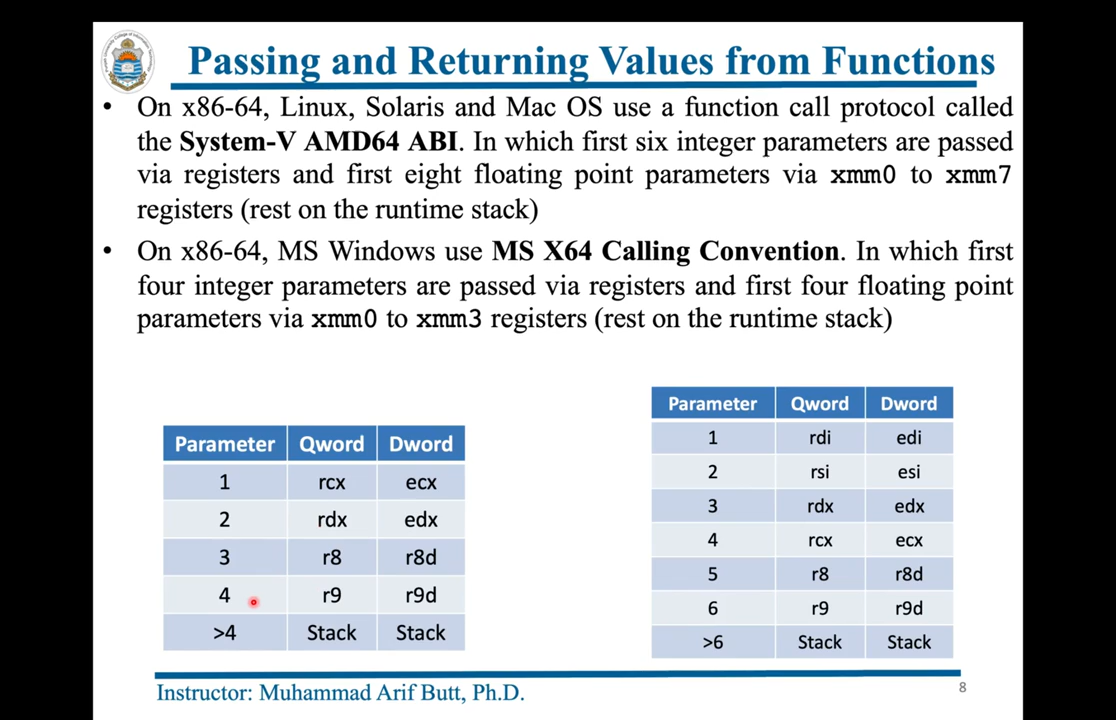 Passing and Returning Values from Functions
• On x86-64, Linux, Solaris and Mac OS use a function call protocol called
the System-V AMD64 ABI. In which first six integer parameters are passed
via registers and first eight floating point parameters via xmm0 to xmm7
registers (rest on the runtime stack)
• On x86-64, MS Windows use MS X64 Calling Convention. In which first
four integer parameters are passed via registers and first four floating point
parameters via xmm0 to xmm3 registers (rest on the runtime stack)
Parameter Qword Dword
1 rcx ecx
2 rdx edx
3 r8 r8d
4 r9 r9d
>4 Stack Stack
Parameter Qword Dword
1 rdi edi
2 rsi esi
3 rdx edx
4 rcx ecx
5 r8 r8d
6 r9 r9d
>6 Stack Stack
Instructor: Muhammad Arif Butt, Ph.D.
8